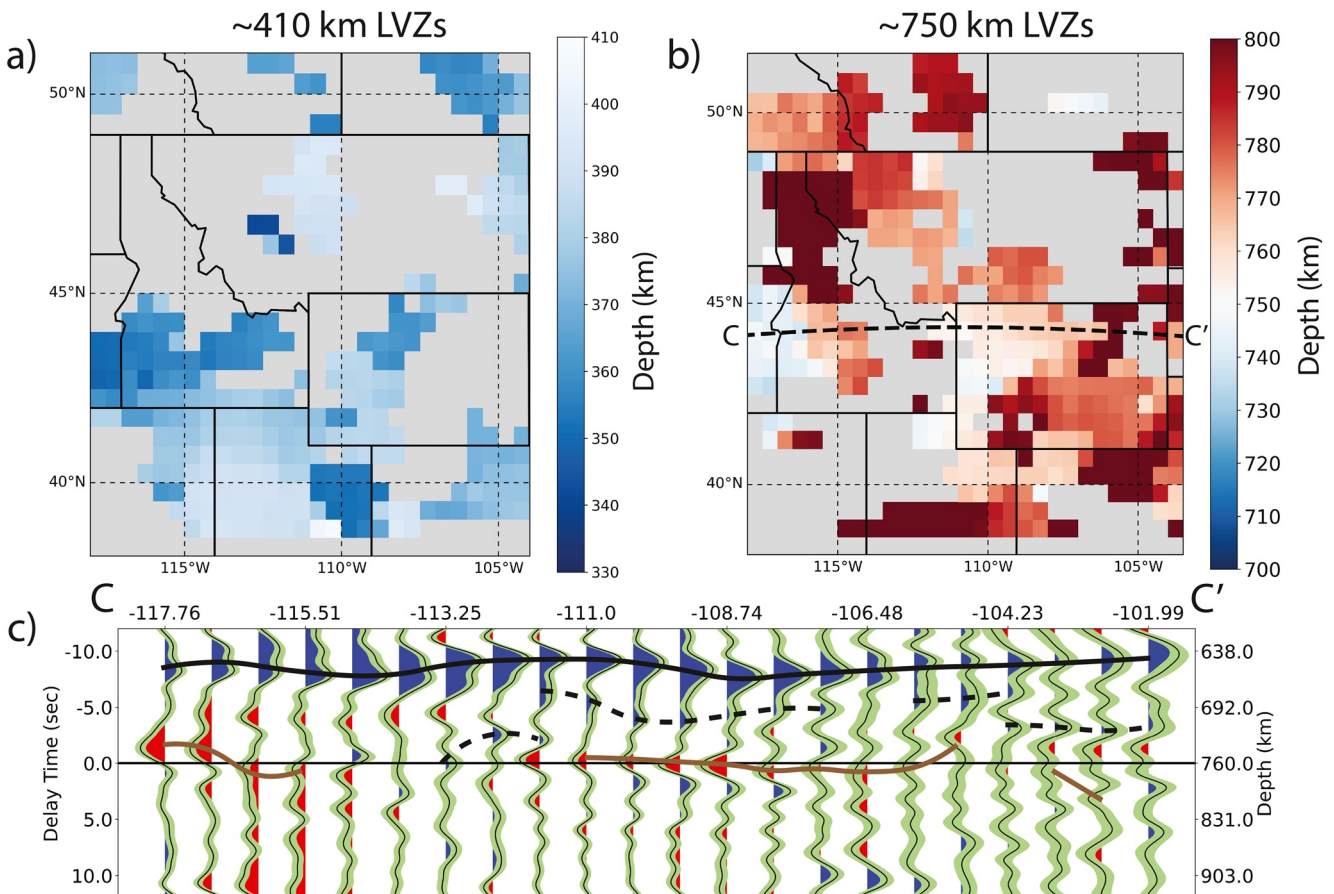 ~410 km LVZs
~750 km LVZs
a)
b)
50°N
45°N
40°N
115°W
110°W
105°W
410
400
390
380
370
360
350
340
330
Depth (km)
50°N
45°N
40°N
C
C'
115°W
110°W
105°W
800
790
780
770
760
750
740
730
720
710
700
Depth (km)
c)
C
C'
-117.76
-115.51
-113.25
-111.0
-108.74
-106.48
-104.23
-101.99
-10.0
-5.0
0.0
5.0
10.0
Delay Time (sec)
638.0
692.0
760.0
831.0
903.0
Depth (km)